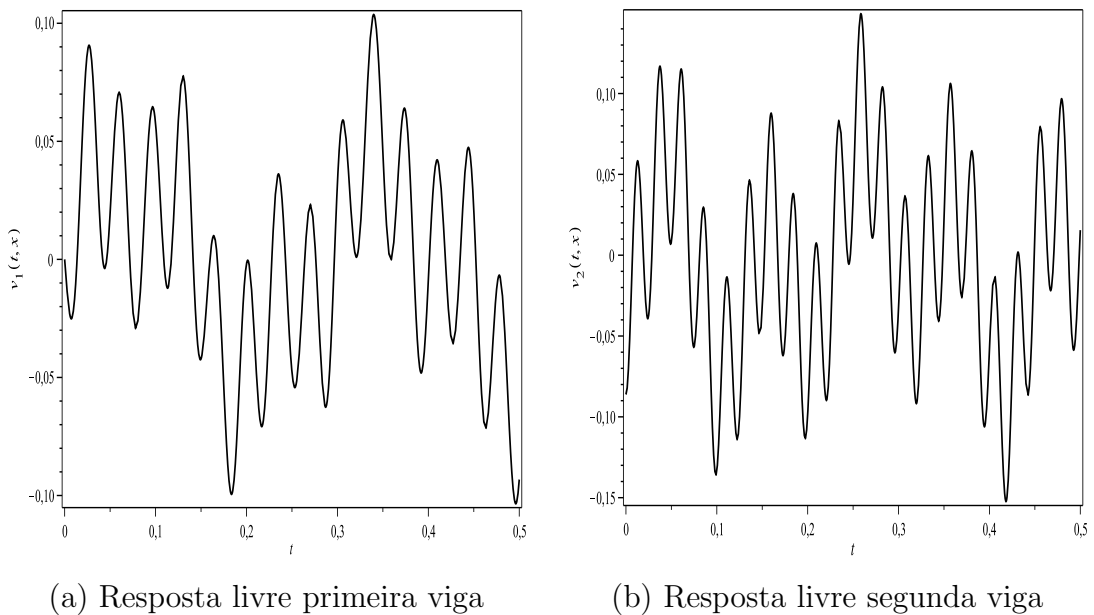 0,10
0,05
0
−0,05
−0,10
v₁(t,x)
0 0,1 0,2 0,3 0,4 0,5
t
(a) Resposta livre primeira viga
0,10
0,05
0
−0,05
−0,10
−0,15
v₂(t,x)
0 0,1 0,2 0,3 0,4 0,5
t
(b) Resposta livre segunda viga